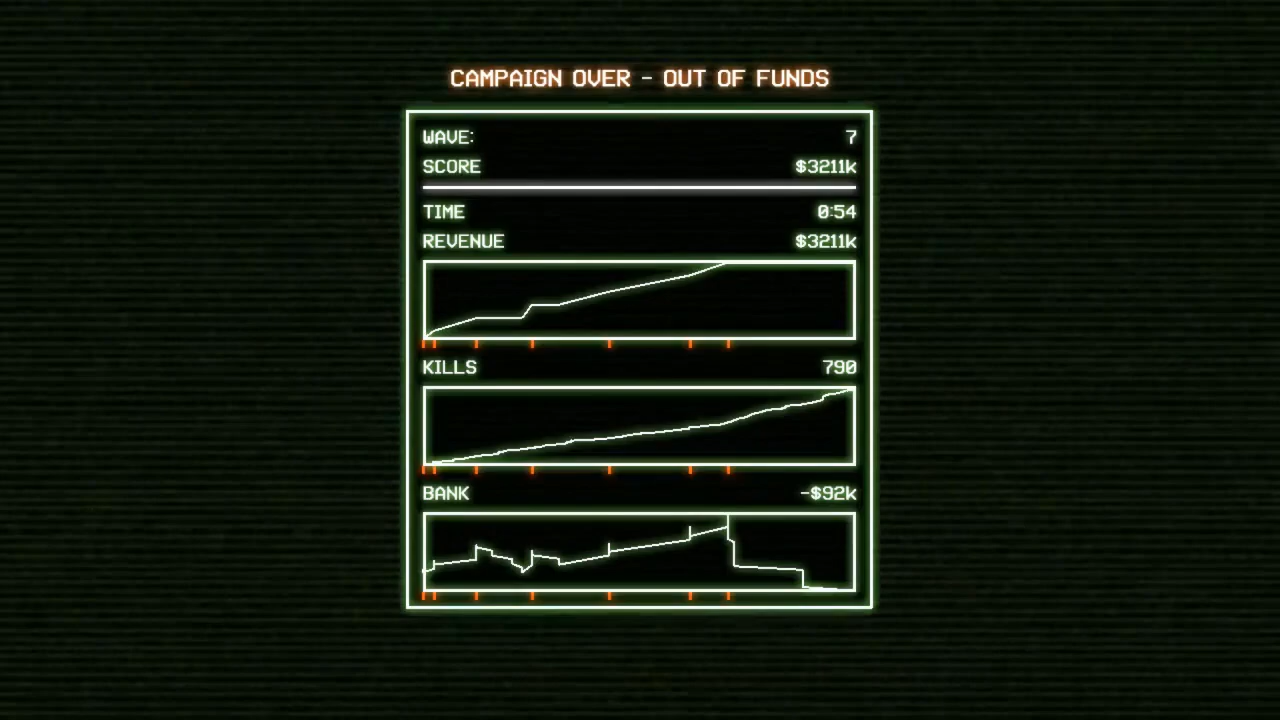 CAMPAIGN OVER - OUT OF FUNDS
WAVE: 7
SCORE $3211k
TIME 0:54
REVENUE $3211k
KILLS 790
BANK -$92k